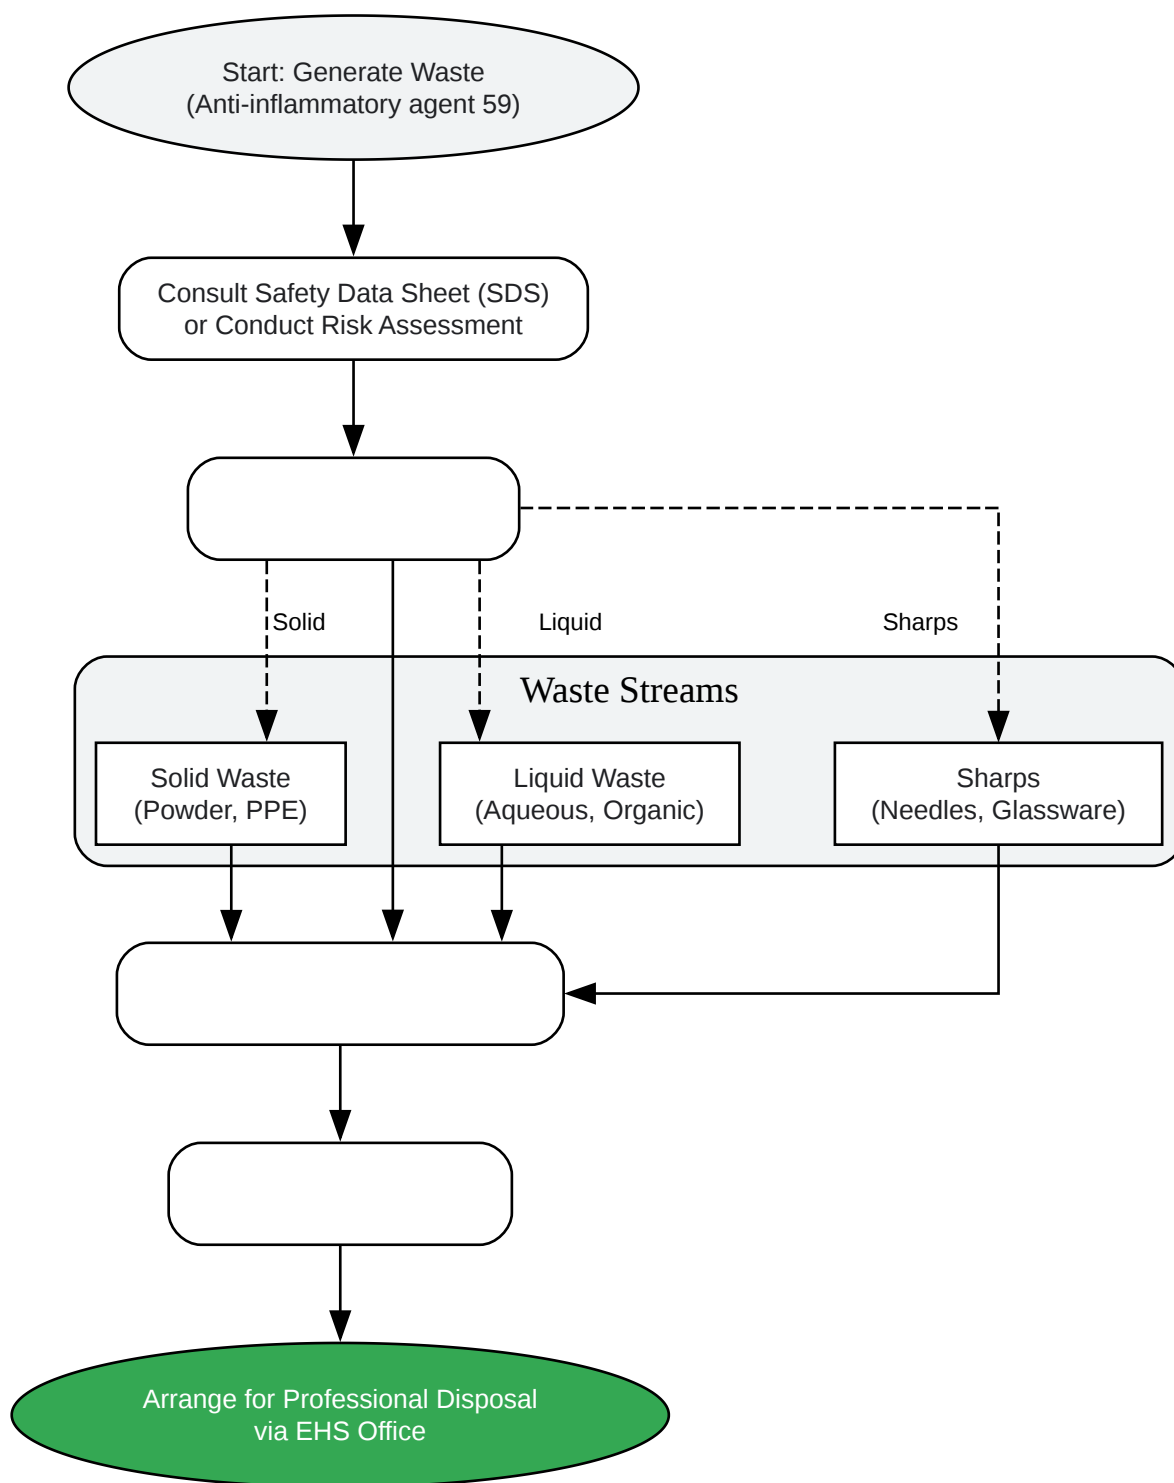 Start: Generate Waste
(Anti-inflammatory agent 59)
Consult Safety Data Sheet (SDS)
or Conduct Risk Assessment
Solid
Liquid
Sharps
Waste Streams
Solid Waste
(Powder, PPE)
Liquid Waste
(Aqueous, Organic)
Sharps
(Needles, Glassware)
Arrange for Professional Disposal
via EHS Office